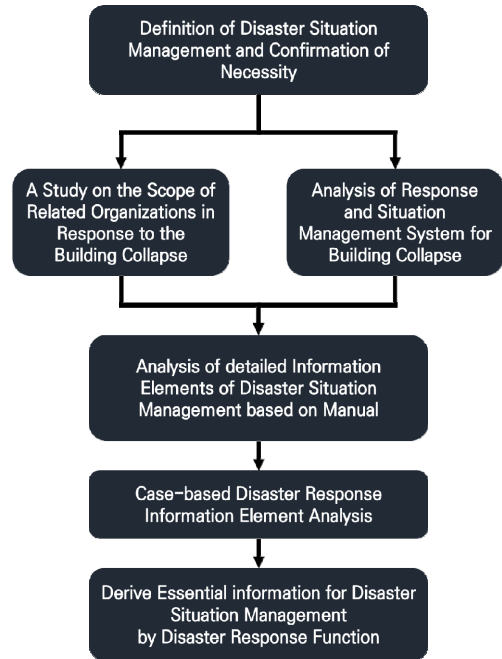 Definition of Disaster Situation
Management and Confirmation of
Necessity
A Study on the Scope of
Related Organizations in
Response to the
Building Collapse
Analysis of Response
and Situation
Management System for
Building Collapse
Analysis of detailed Information
Elements of Disaster Situation
Management based on Manual
Case-based Disaster Response
Information Element Analysis
Derive Essential information for Disaster
Situation Management
by Disaster Response Function